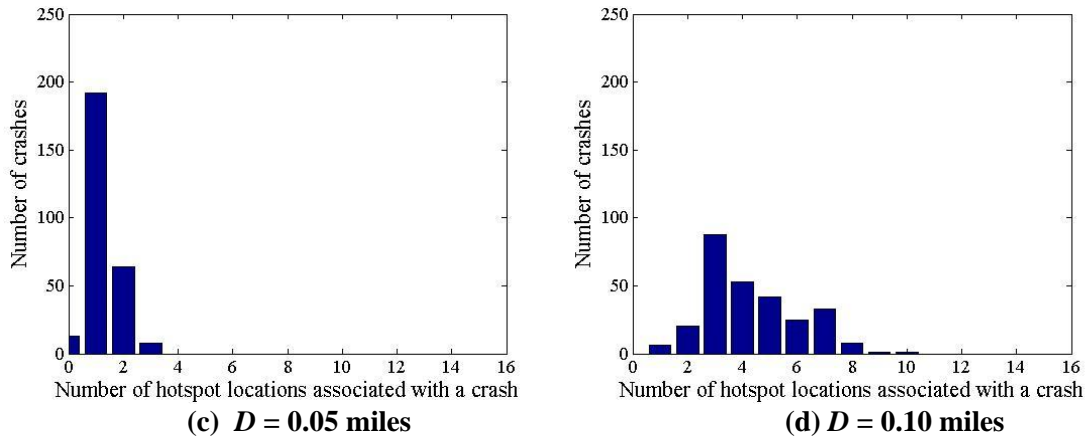 250
200
150
100
50
0
Number of crashes
0 2 4 6 8 10 12 14 16
Number of hotspot locations associated with a crash
(c) D = 0.05 miles
250
200
150
100
50
0
Number of crashes
0 2 4 6 8 10 12 14 16
Number of hotspot locations associated with a crash
(d) D = 0.10 miles